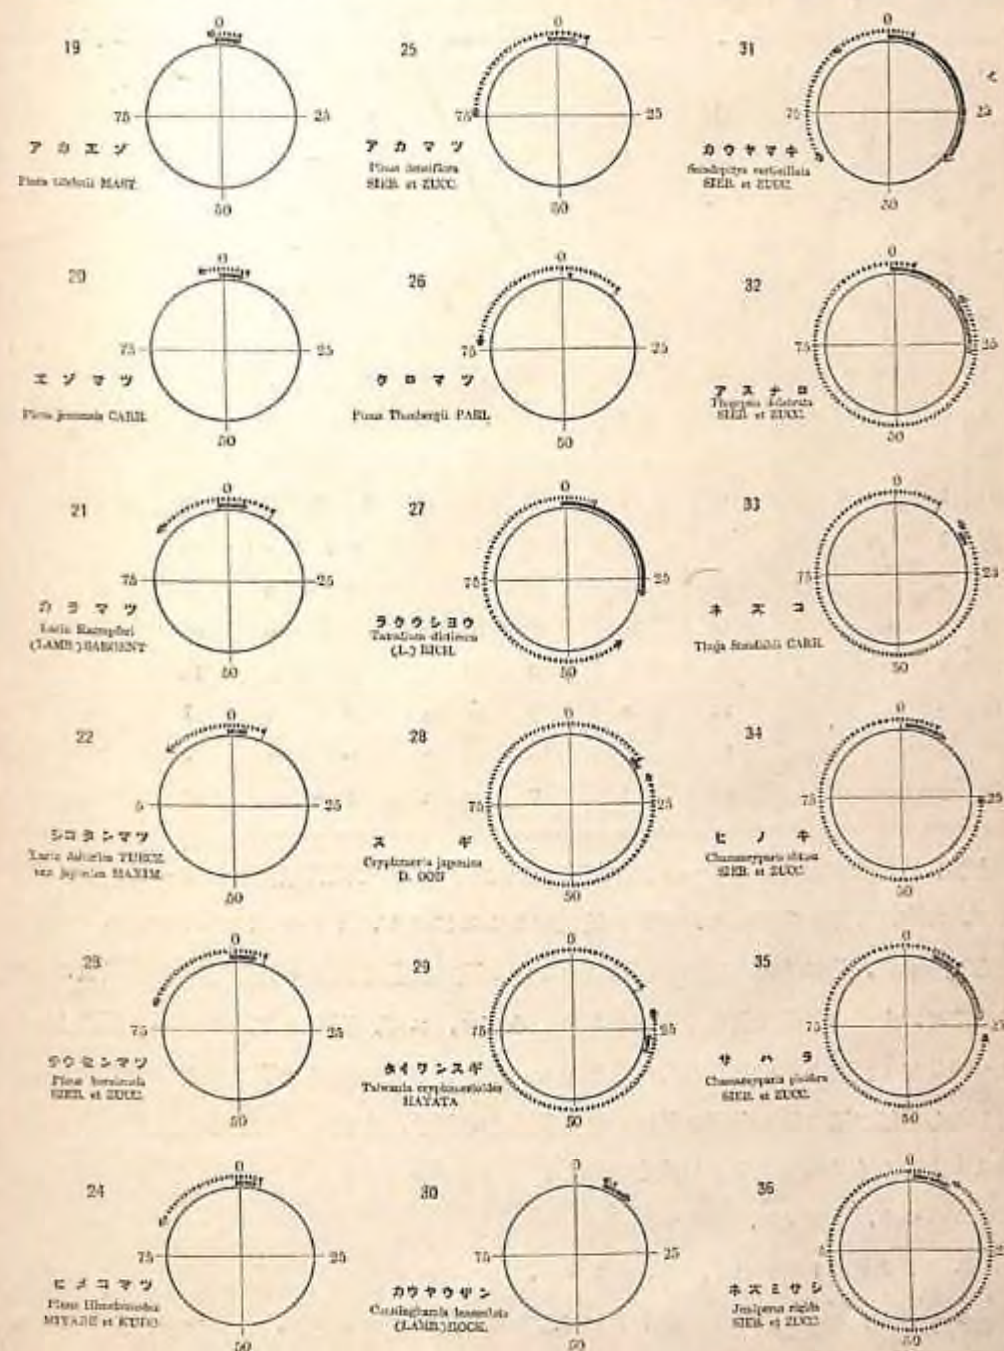 19
0
75
25
50
アカエゾ
MAST.
20
0
75
25
50
エゾマツ
Picea jezoensis CARR.
21
0
75
25
50
カラマツ
Larix Kaempferi
(LAMB.) SARGENT
22
0
5
25
50
シコタンマツ
Larix dahurica TURCZ.
var. japonica MAXIM.
23
0
75
25
50
テウセンマツ
Pinus koraiensis
SIEB. et ZUCC.
24
0
75
25
50
ヒメコマツ
Pinus
MIYABE et KUDO
25
0
75
25
50
アカマツ
Pinus densiflora
SIEB. et ZUCC.
26
0
75
25
50
クロマツ
Pinus Thunbergii PARL.
27
0
75
25
50
ラクウシヨウ
Taxodium distichum
(L.) RICH.
28
0
75
25
50
スギ
Cryptomeria japonica
D. DON
29
0
75
25
50
タイワンスギ
Taiwania cryptomerioides
HAYATA
30
0
75
25
50
カウヤウザン
Cunninghamia lanceolata
(LAMB.) HOOK.
31
0
75
25
50
カウヤマキ
Sciadopitys verticillata
SIEB. et ZUCC.
32
0
75
25
50
アスナロ
Thujopsis dolabrata
SIEB. et ZUCC.
33
0
75
25
50
ネズコ
Thuja Standishii CARR.
34
0
75
25
50
ヒノキ
Chamaecyparis obtusa
SIEB. et ZUCC.
35
0
75
50
サハラ
Chamaecyparis pisifera
SIEB. et ZUCC.
36
0
5
2
50
ネズミサシ
Juniperus rigida
SIEB. et ZUCC.